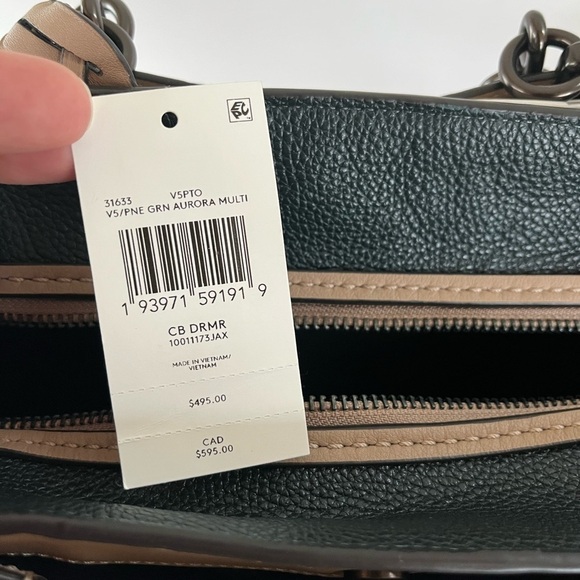 31633 V5PTO
V5/PNE GRN AURORA MULTI
1 93971 59191 9
CB DRMR
10011173JAX
MADE IN VIETNAM/
VIETNAM
$495.00
CAD
$595.00